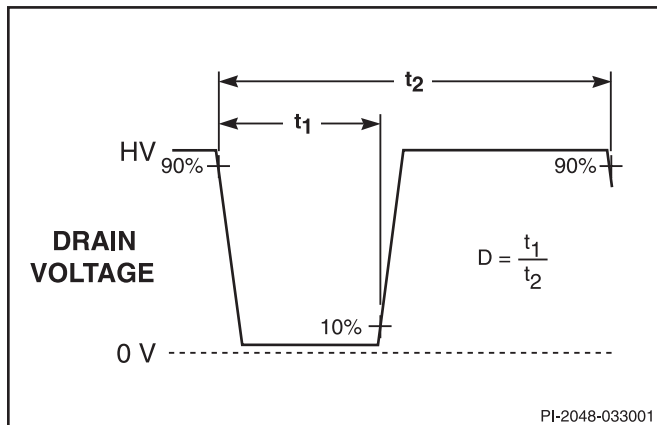 t2
t1
HV
90%
90%
DRAIN
VOLTAGE
D = t1/t2
10%
0 V
PI-2048-033001